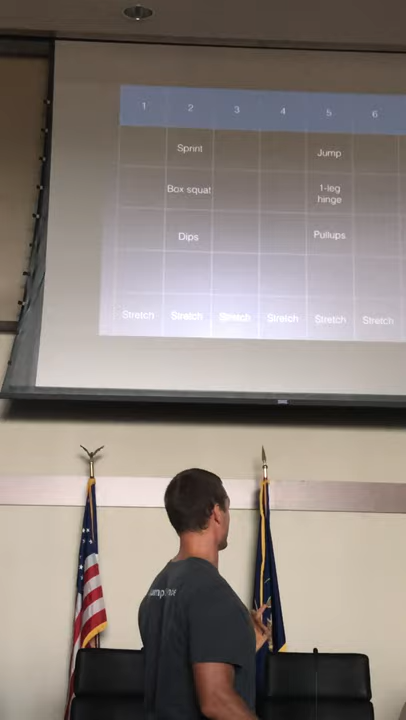 1 2 3 4 5 6
Sprint Jump
Box squat 1-leg
hinge
Dips Pullups
Stretch Stretch Stretch Stretch Stretch Stretch